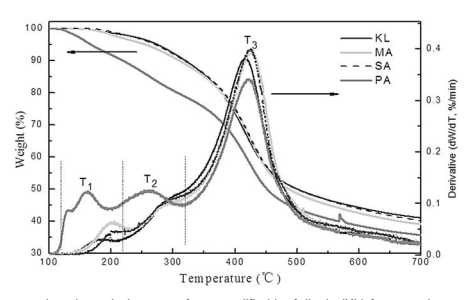 100
90
80
70
60
50
40
30
Weight (%)
T3
T1
T2
KL
MA
SA
PA
0.4
0.3
0.2
0.1
0.0
Derivative (dW/dT, %/min)
100 200 300 400 500 600 700
Temperature (℃)